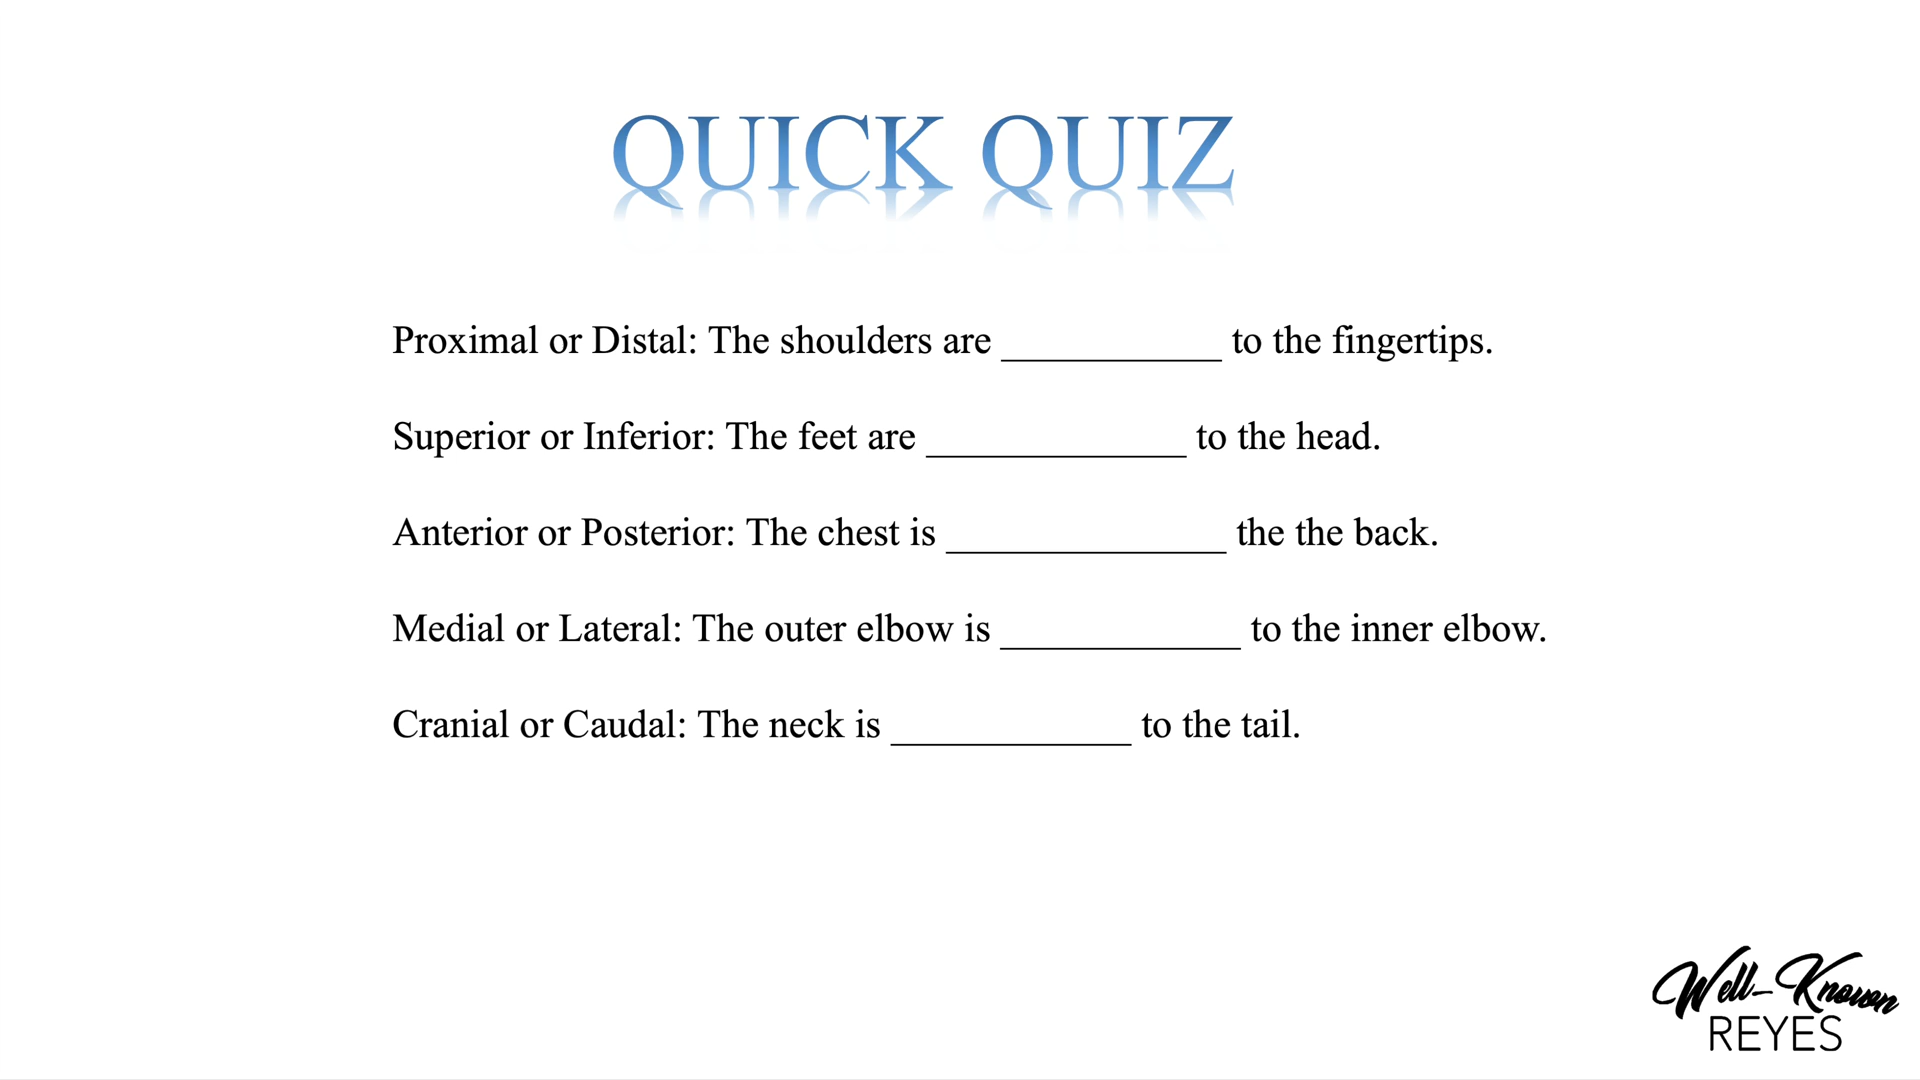 QUICK QUIZ
Proximal or Distal: The shoulders are ___________ to the fingertips.
Superior or Inferior: The feet are _____________ to the head.
Anterior or Posterior: The chest is ______________ the the back.
Medial or Lateral: The outer elbow is ____________ to the inner elbow.
Cranial or Caudal: The neck is ____________ to the tail.
Well-Known
REYES